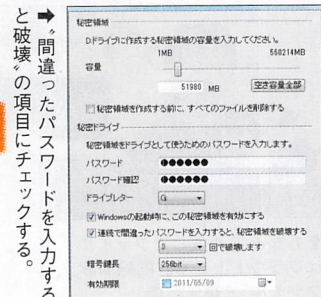 ➡〝間違ったパスワードを入力する
と破壊〟の項目にチェックする。
秘密領域
Dドライブに作成する秘密領域の容量を入力してください。
1MB 560214MB
容量
51980 MB 空き容量全部
秘密領域を作成する前に、すべてのファイルを削除する
秘密ドライブ
秘密領域をドライブとして使うためのパスワードを入力します。
パスワード ●●●●●●
パスワード確認 ●●●●●●
ドライブレター G:
Windowsの起動時に、この秘密領域を有効にする
連続で間違ったパスワードを入力すると、秘密領域を破壊する
3 回で破壊します
暗号鍵長 256bit
有効期限 2011/05/09